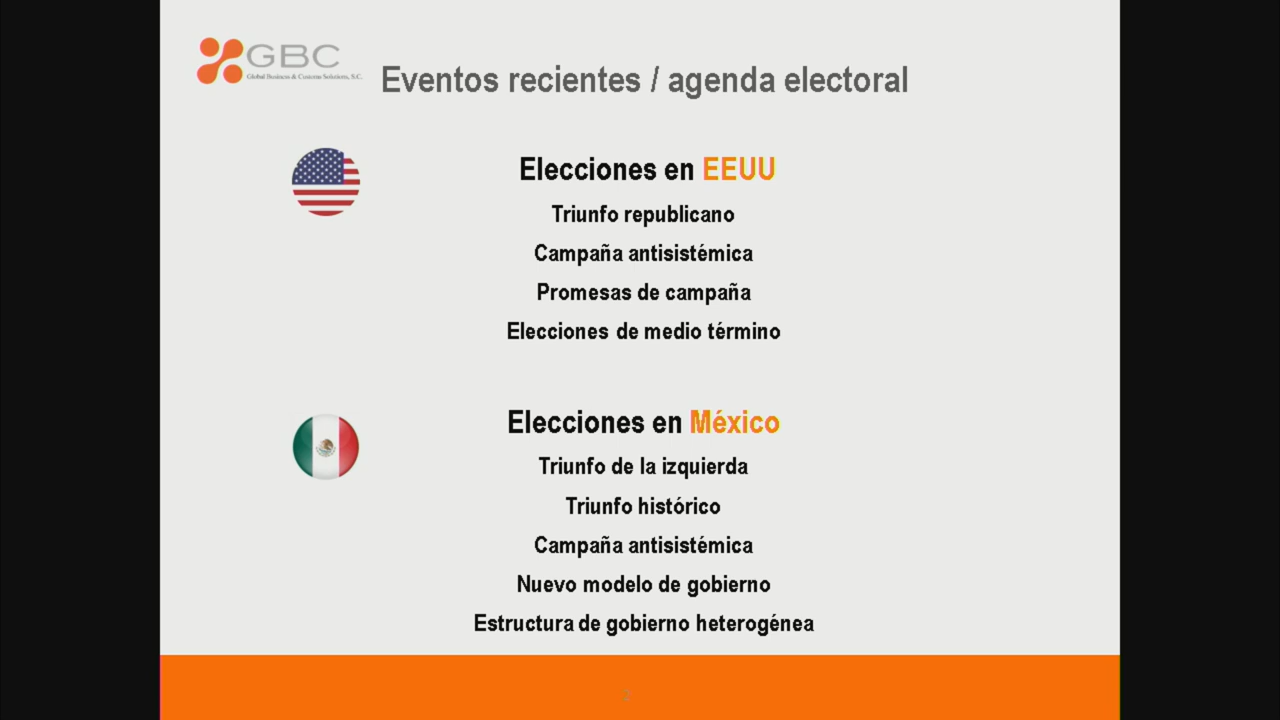 GBC
Global Business & Customs Solutions, S.C.
Eventos recientes / agenda electoral
Elecciones en EEUU
Triunfo republicano
Campaña antisistémica
Promesas de campaña
Elecciones de medio término
Elecciones en México
Triunfo de la izquierda
Triunfo histórico
Campaña antisistémica
Nuevo modelo de gobierno
Estructura de gobierno heterogénea